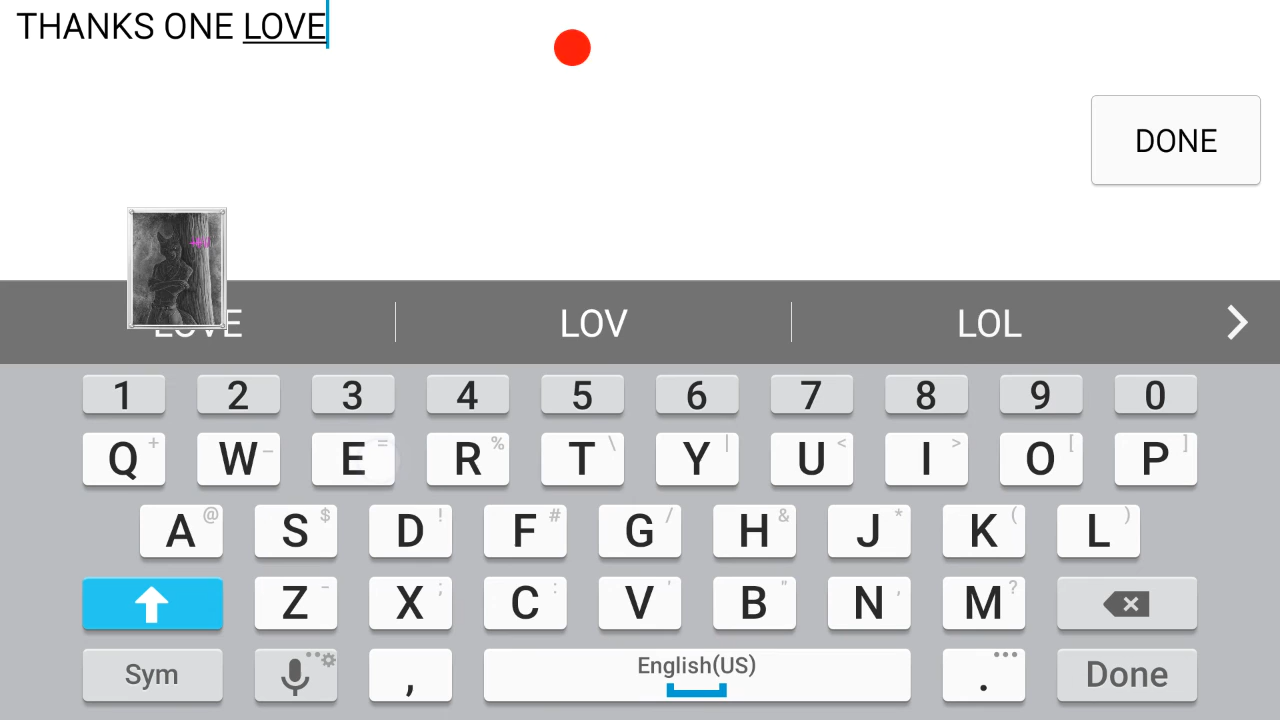 THANKS ONE LOVE
DONE
LOVE LOV LOL
1 2 3 4 5 6 7 8 9 0
Q + W _ E = R % T \ Y | U < I > O [ P ]
A @ S $ D ! F # G / H & J * K ( L )
Z - X ; C : V ' B " N , M ?
Sym , English(US) . Done